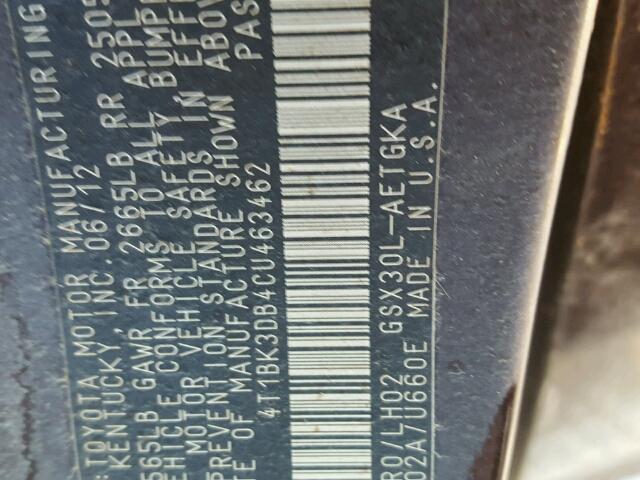 : TOYOTA MOTOR MANUFACTURING
KENTUCKY, INC. 06/12
565LB GAWR, FR 2665LB RR 2505
EHICLE CONFORMS TO ALL APPL
MOTOR VEHICLE SAFETY, BUMPE
PREVENTION STANDARDS IN EFFE
TE OF MANUFACTURE SHOWN ABOV
4T1BK3DB4CU463462 PAS
RO/LH02 GSX30L-AETGKA
02A7U660E MADE IN U.S.A.